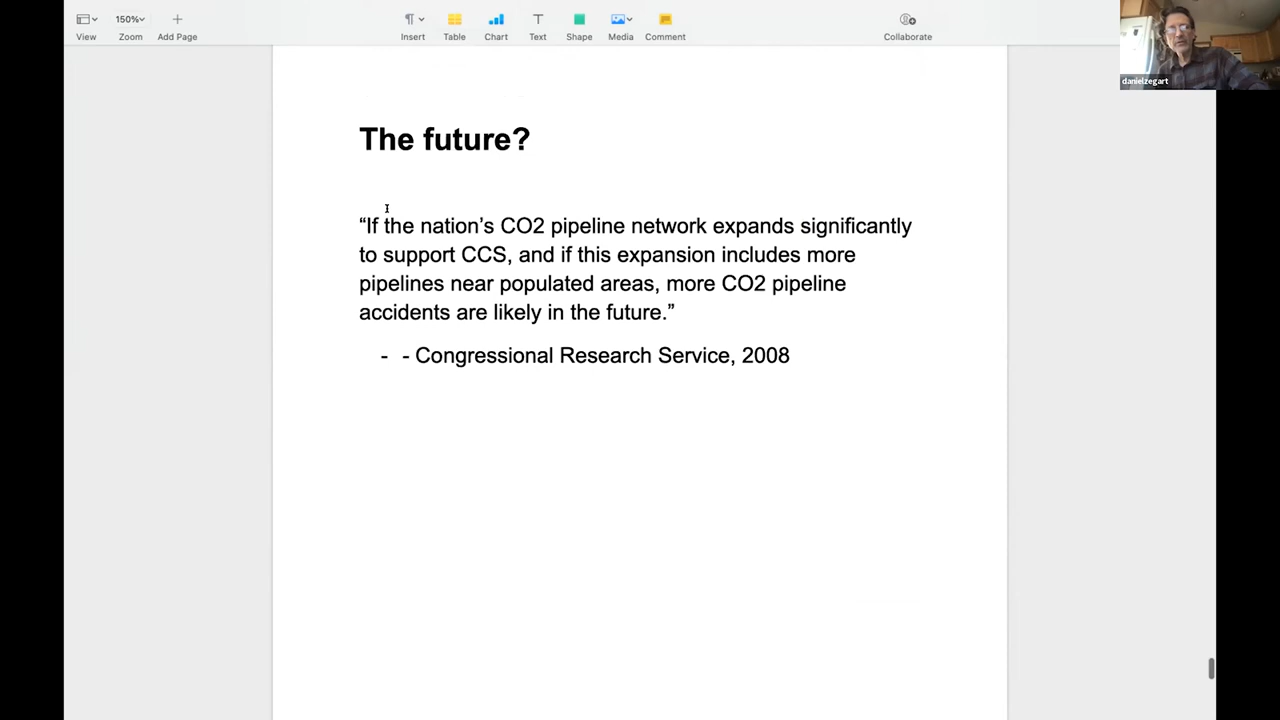 150%
View
Zoom
Add Page
Insert
Table
Chart
Text
Shape
Media
Comment
Collaborate
danielzegart
The future?
“If the nation’s CO2 pipeline network expands significantly
to support CCS, and if this expansion includes more
pipelines near populated areas, more CO2 pipeline
accidents are likely in the future.”
- - Congressional Research Service, 2008